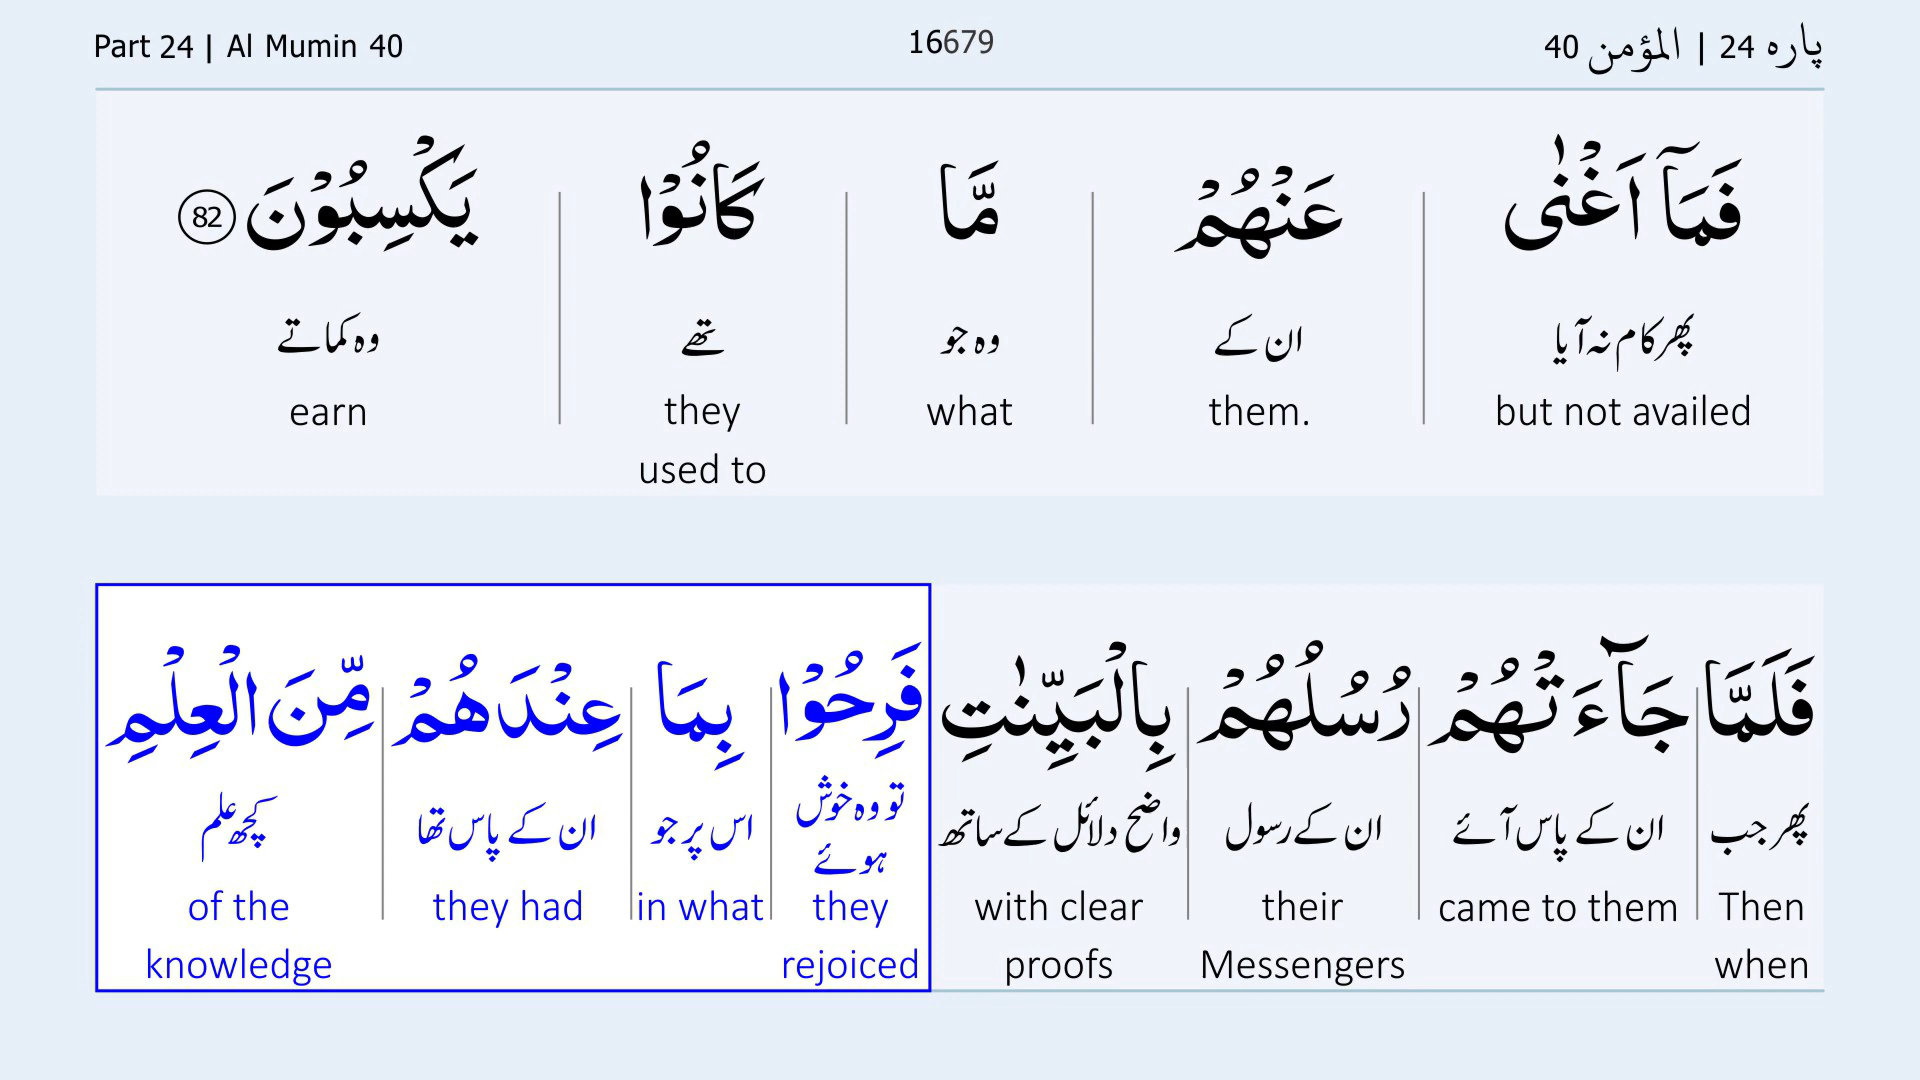 Part 24 | Al Mumin 40
16679
پارہ 24 | المؤمن 40
فَمَاۤ اَغْنٰی عَنْهُمْ مَّا كَانُوْا یَكْسِبُوْنَ 82
پھر کام نہ آیا ان کے وہ جو تھے وہ کماتے
but not availed them. what they used to earn
فَلَمَّا جَآءَتْهُمْ رُسُلُهُمْ بِالْبَیِّنٰتِ فَرِحُوْا بِمَا عِنْدَهُمْ مِّنَ الْعِلْمِ
پھر جب ان کے پاس آئے ان کے رسول واضح دلائل کے ساتھ تو وہ خوش ہوئے اس پر جو ان کے پاس تھا کچھ علم
Then when came to them their Messengers with clear proofs they rejoiced in what they had of the knowledge